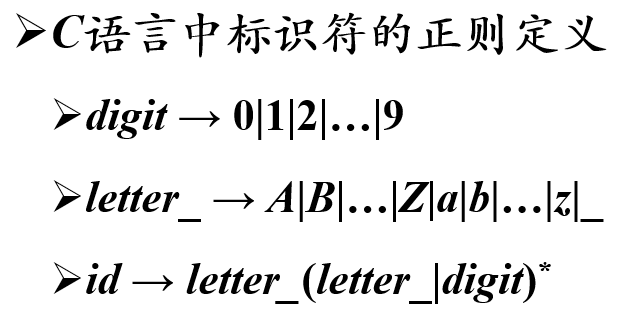 ➢C语言中标识符的正则定义
➢digit → 0|1|2|…|9
➢letter_ → A|B|…|Z|a|b|…|z|_
➢id → letter_(letter_|digit)*